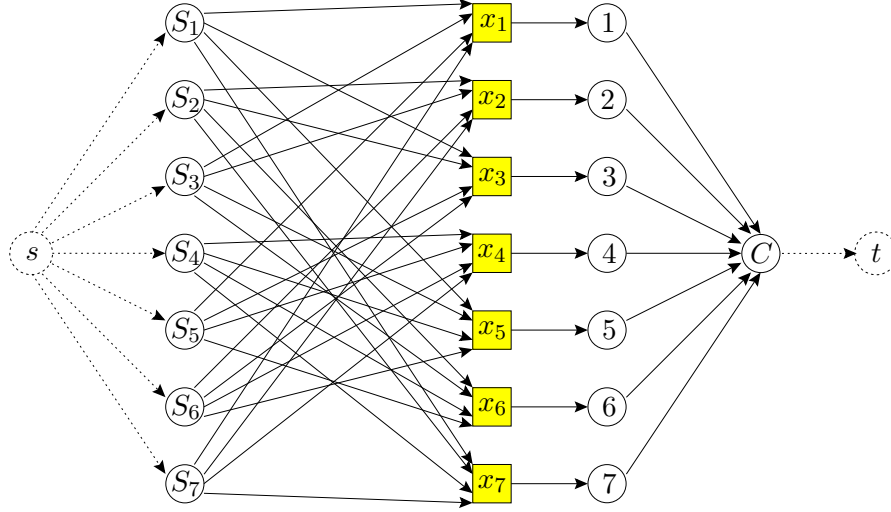 S₁ x₁ 1
S₂ x₂ 2
S₃ x₃ 3
s S₄ x₄ 4 C t
S₅ x₅ 5
S₆ x₆ 6
S₇ x₇ 7